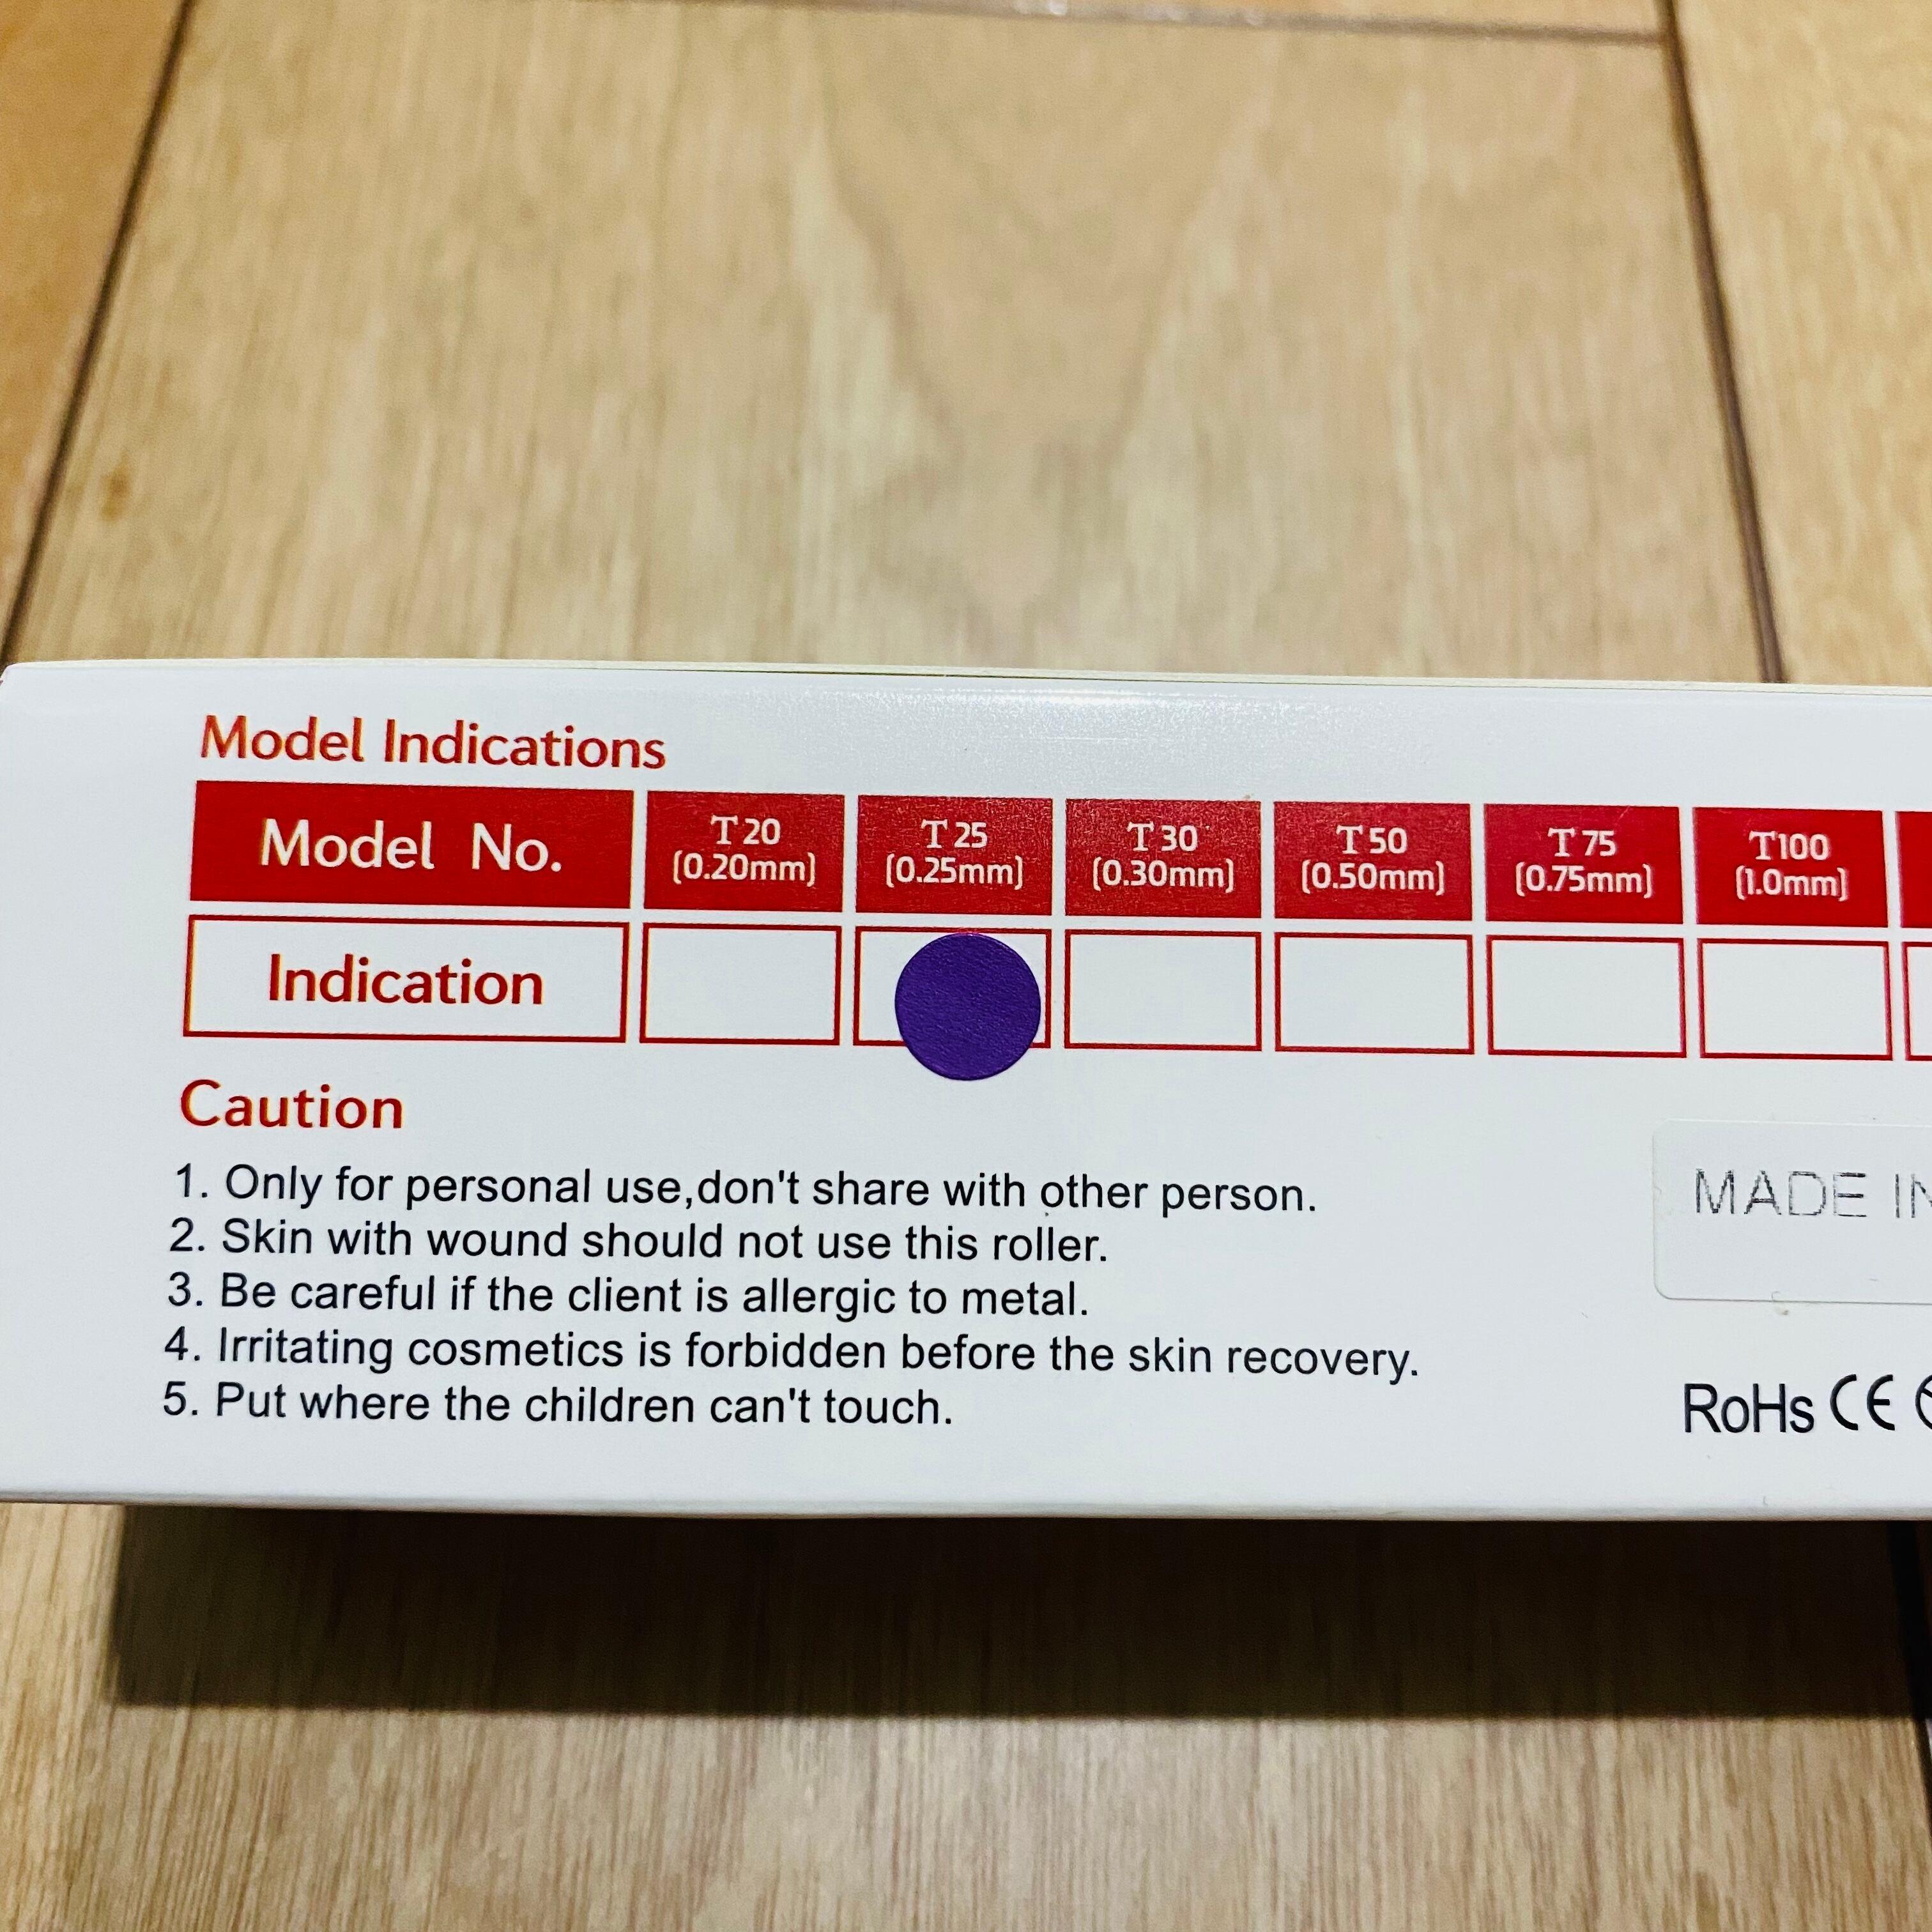 Model Indications
Model No. T20 T25 T30 T50 T75 T100
(0.20mm) (0.25mm) (0.30mm) (0.50mm) (0.75mm) (1.0mm)
Indication
Caution
1. Only for personal use,don't share with other person.
2. Skin with wound should not use this roller.
3. Be careful if the client is allergic to metal.
4. Irritating cosmetics is forbidden before the skin recovery.
5. Put where the children can't touch.
MADE IN
RoHs CE